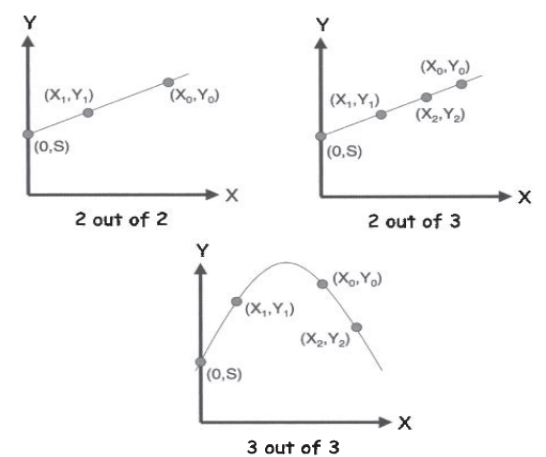 Y
(X₁,Y₁)
(X₀,Y₀)
(0,S)
X
2 out of 2
Y
(X₀,Y₀)
(X₁,Y₁)
(X₂,Y₂)
(0,S)
X
2 out of 3
Y
(X₀,Y₀)
(X₁,Y₁)
(X₂,Y₂)
(0,S)
X
3 out of 3